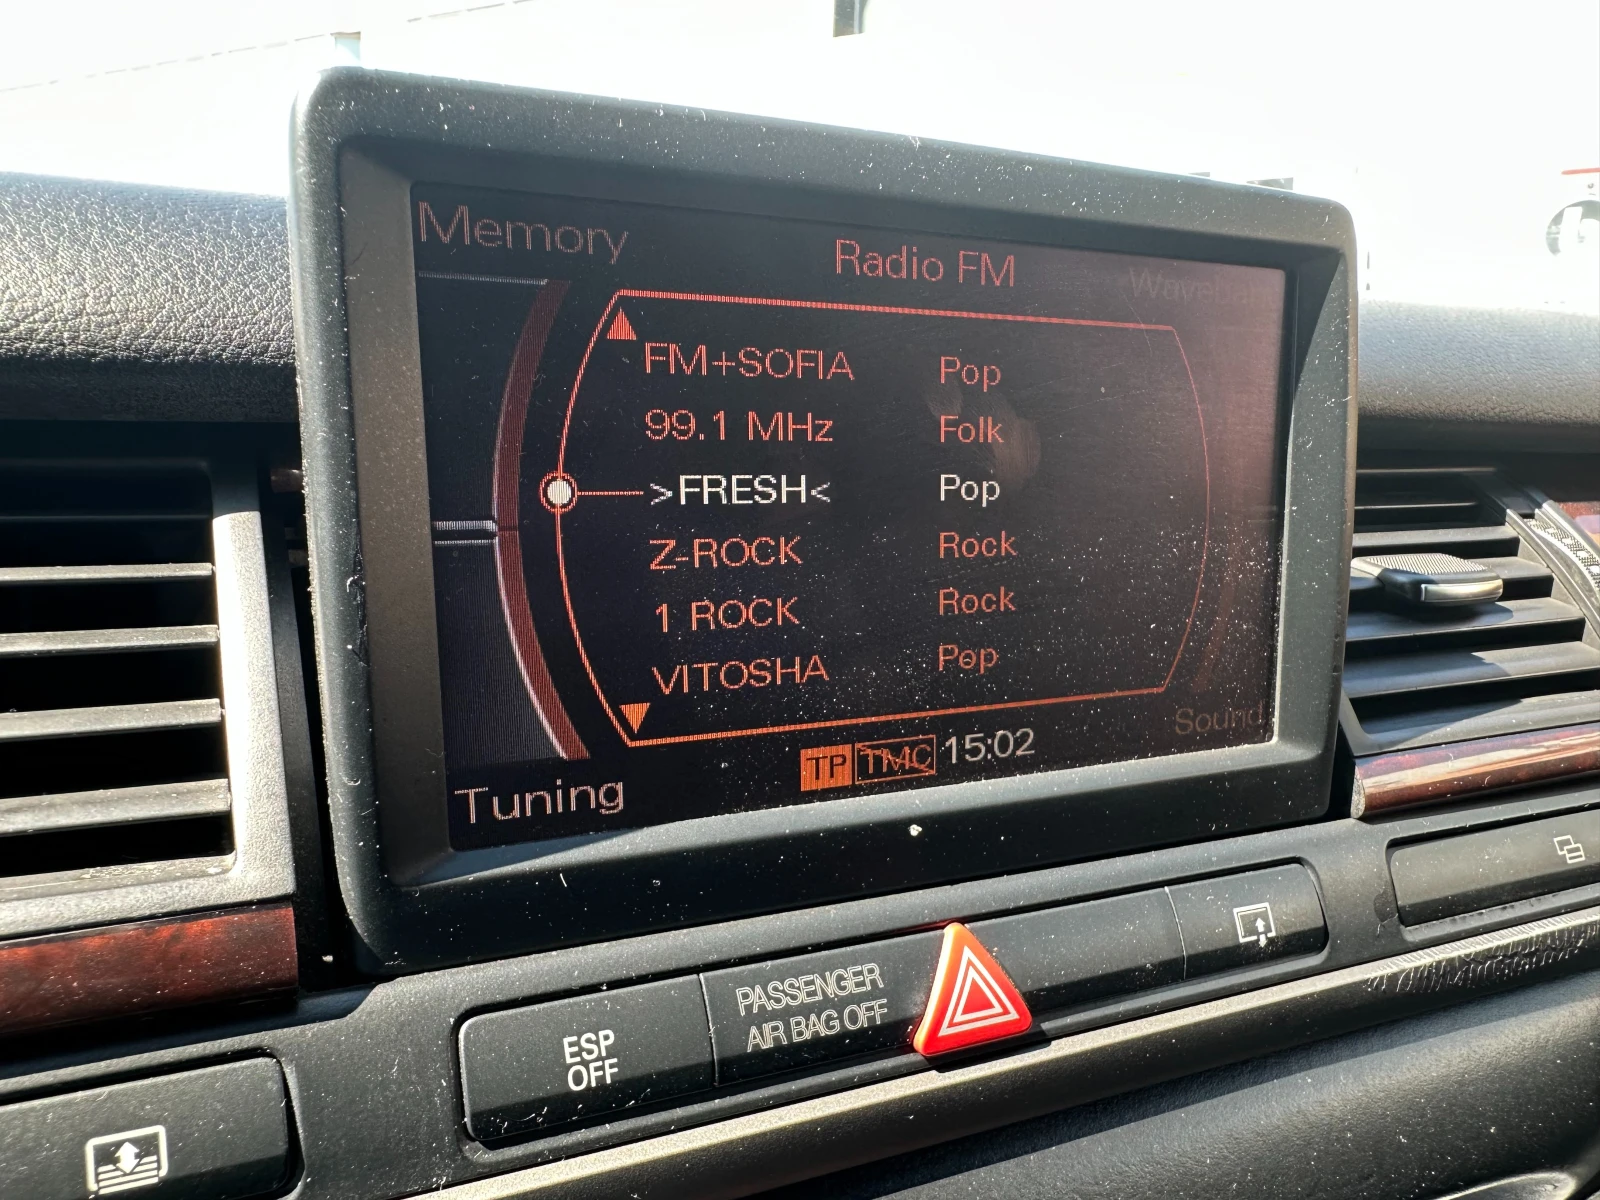 Memory
Radio FM
FM+SOFIA Pop
99.1 MHz Folk
>FRESH< Pop
Z-ROCK Rock
1 ROCK Rock
VITOSHA Pop
Sound
TP TMC 15:02
Tuning
PASSENGER
AIR BAG OFF
ESP
OFF